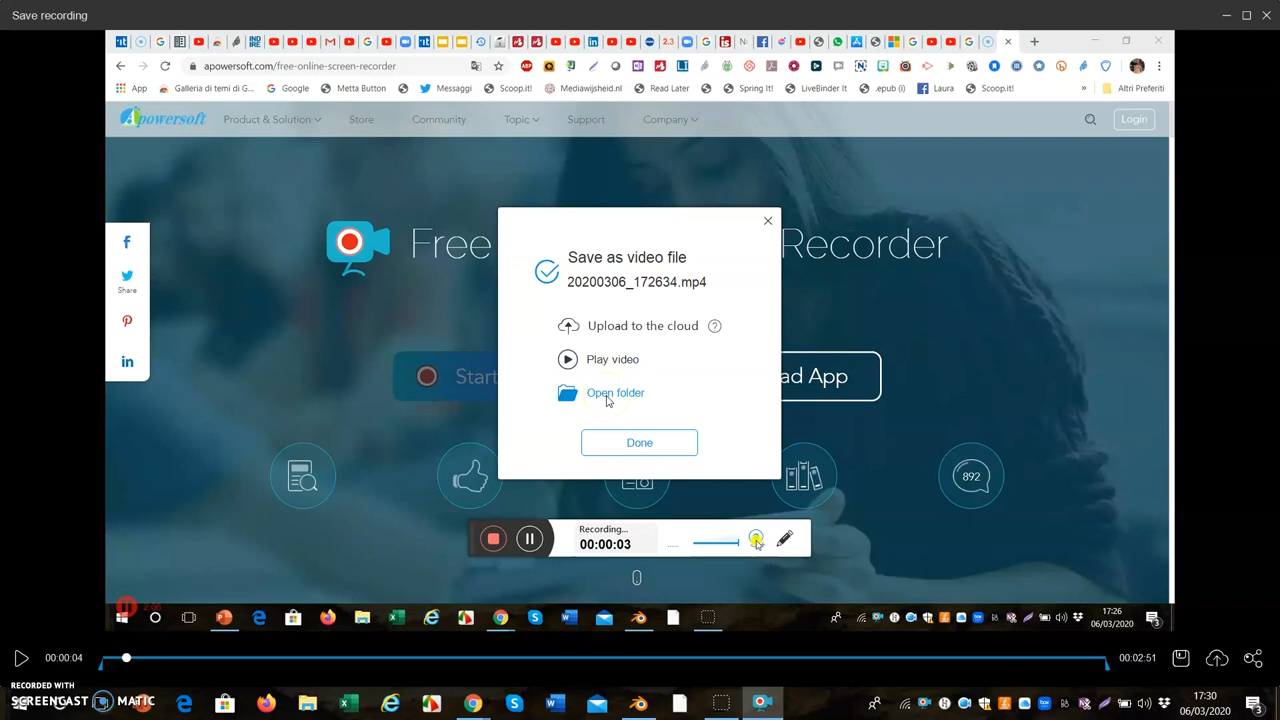 Save recording
2.3
apowersoft.com/free-online-screen-recorder
App
Galleria di temi di G...
Google
Metta Button
Messaggi
Scoop.it!
Mediawijsheid.nl
Read Later
Spring It!
LiveBinder It
.epub (i)
Laura
Scoop.it!
»
Altri Preferiti
Apowersoft
Product & Solution
Store
Community
Topic
Support
Company
Login
Share
Free
Recorder
Save as video file
20200306_172634.mp4
Upload to the cloud ?
Play video
Open folder
Done
Start
ad App
892
Recording...
00:00:03
2:06
17:26
06/03/2020
00:00:04
00:02:51
RECORDED WITH
SCREENCAST MATIC
17:30
06/03/2020